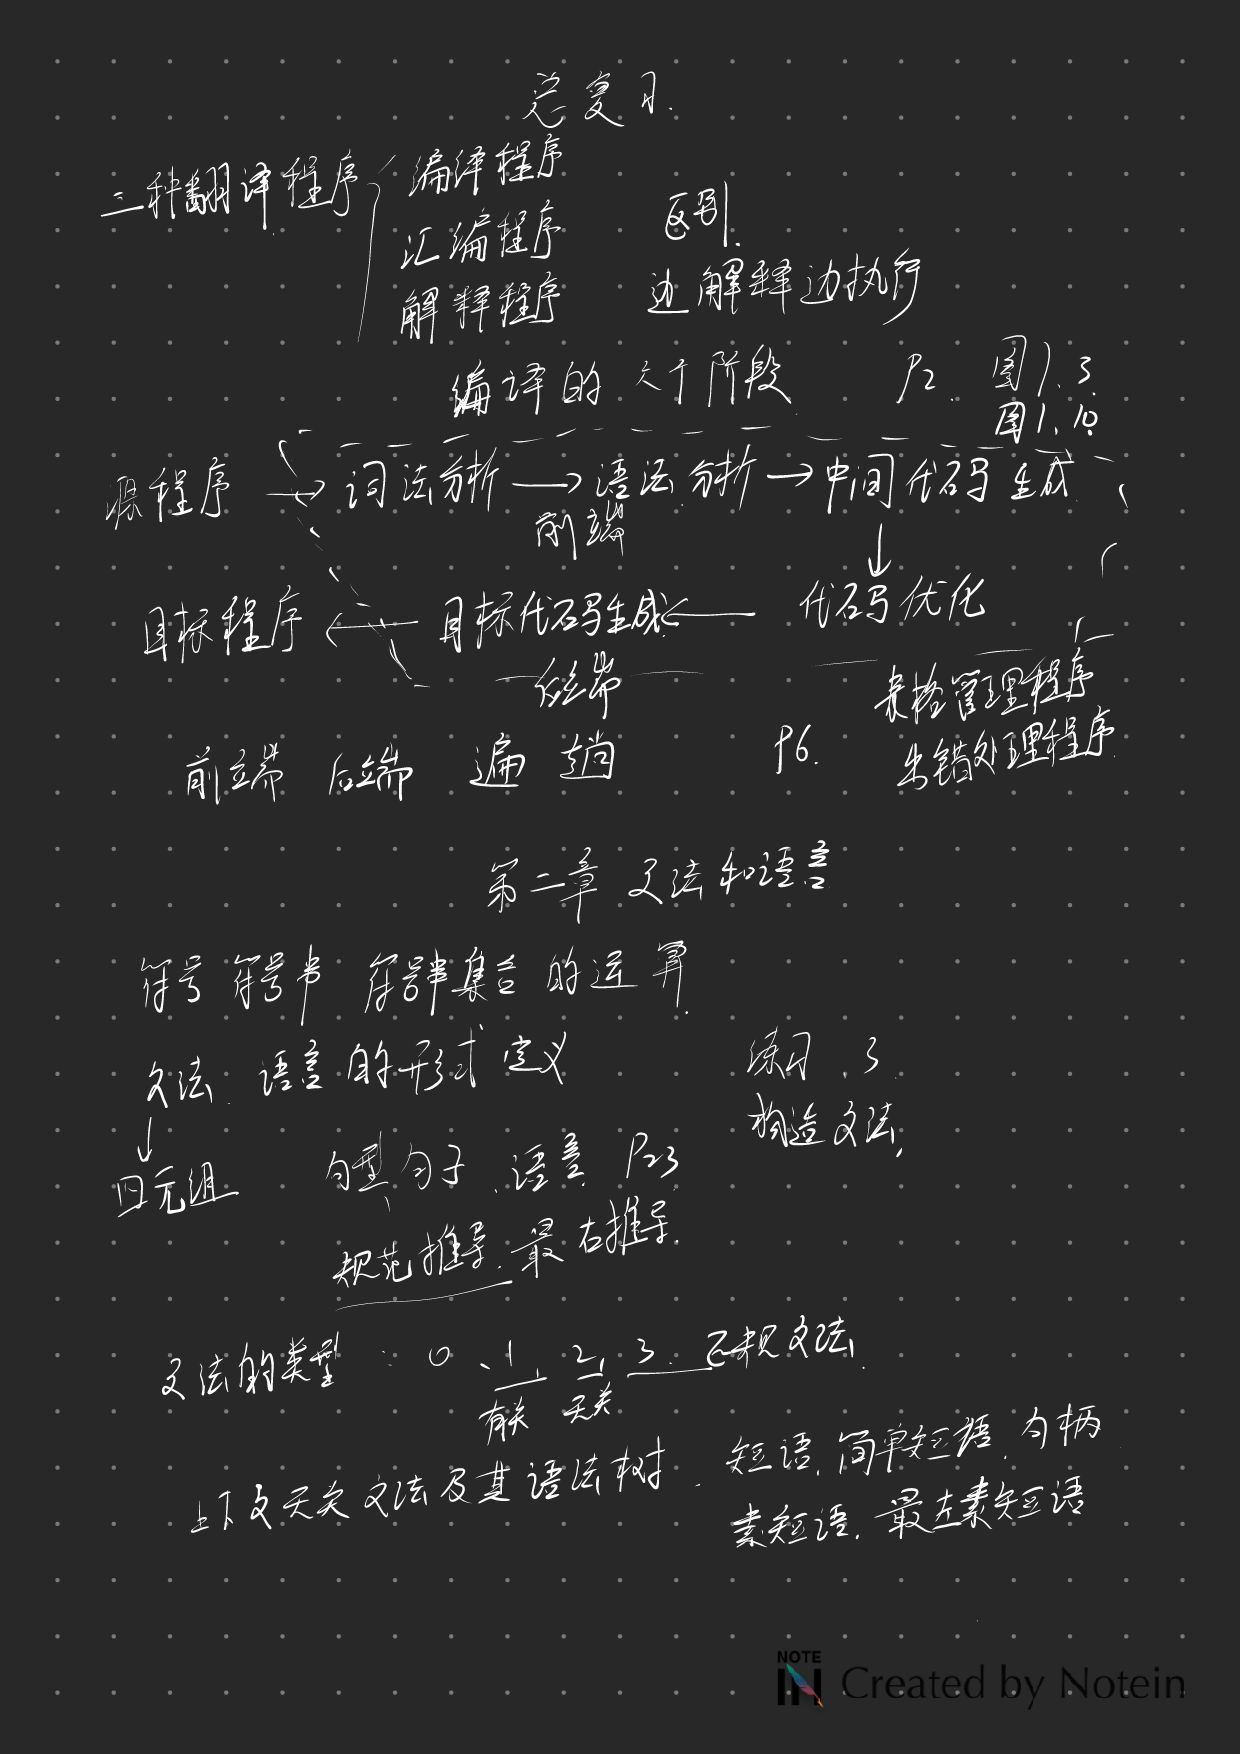 总复习.
三种翻译程序
编译程序
汇编程序 区别.
解释程序 边解释边执行
编译的六个阶段 P2. 图1.3.
图1.10.
源程序 → 词法分析 → 语法分析 → 中间代码生成
前端 ↓
目标程序 ← 目标代码生成 ← 代码优化
后端 表格管理程序
前端 后端 遍 趟 P6. 出错处理程序
第二章 文法和语言
符号 符号串 符号串集合的运算.
文法、语言的形式定义 练习.3.
↓ 构造文法,
四元组 句型、句子、语言. P23
规范推导. 最右推导.
文法的类型: 0、1, 2, 3. 正规文法.
有关 无关
上下文无关文法及其语法树. 短语, 简单短语, 句柄
素短语. 最左素短语
NOTE
IN Created by Notein